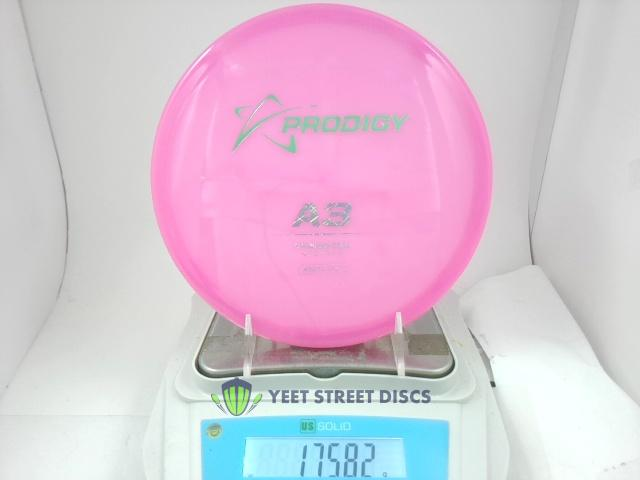 PRODIGY
A3
YEET STREET DISCS
US SOLID
175.82 g